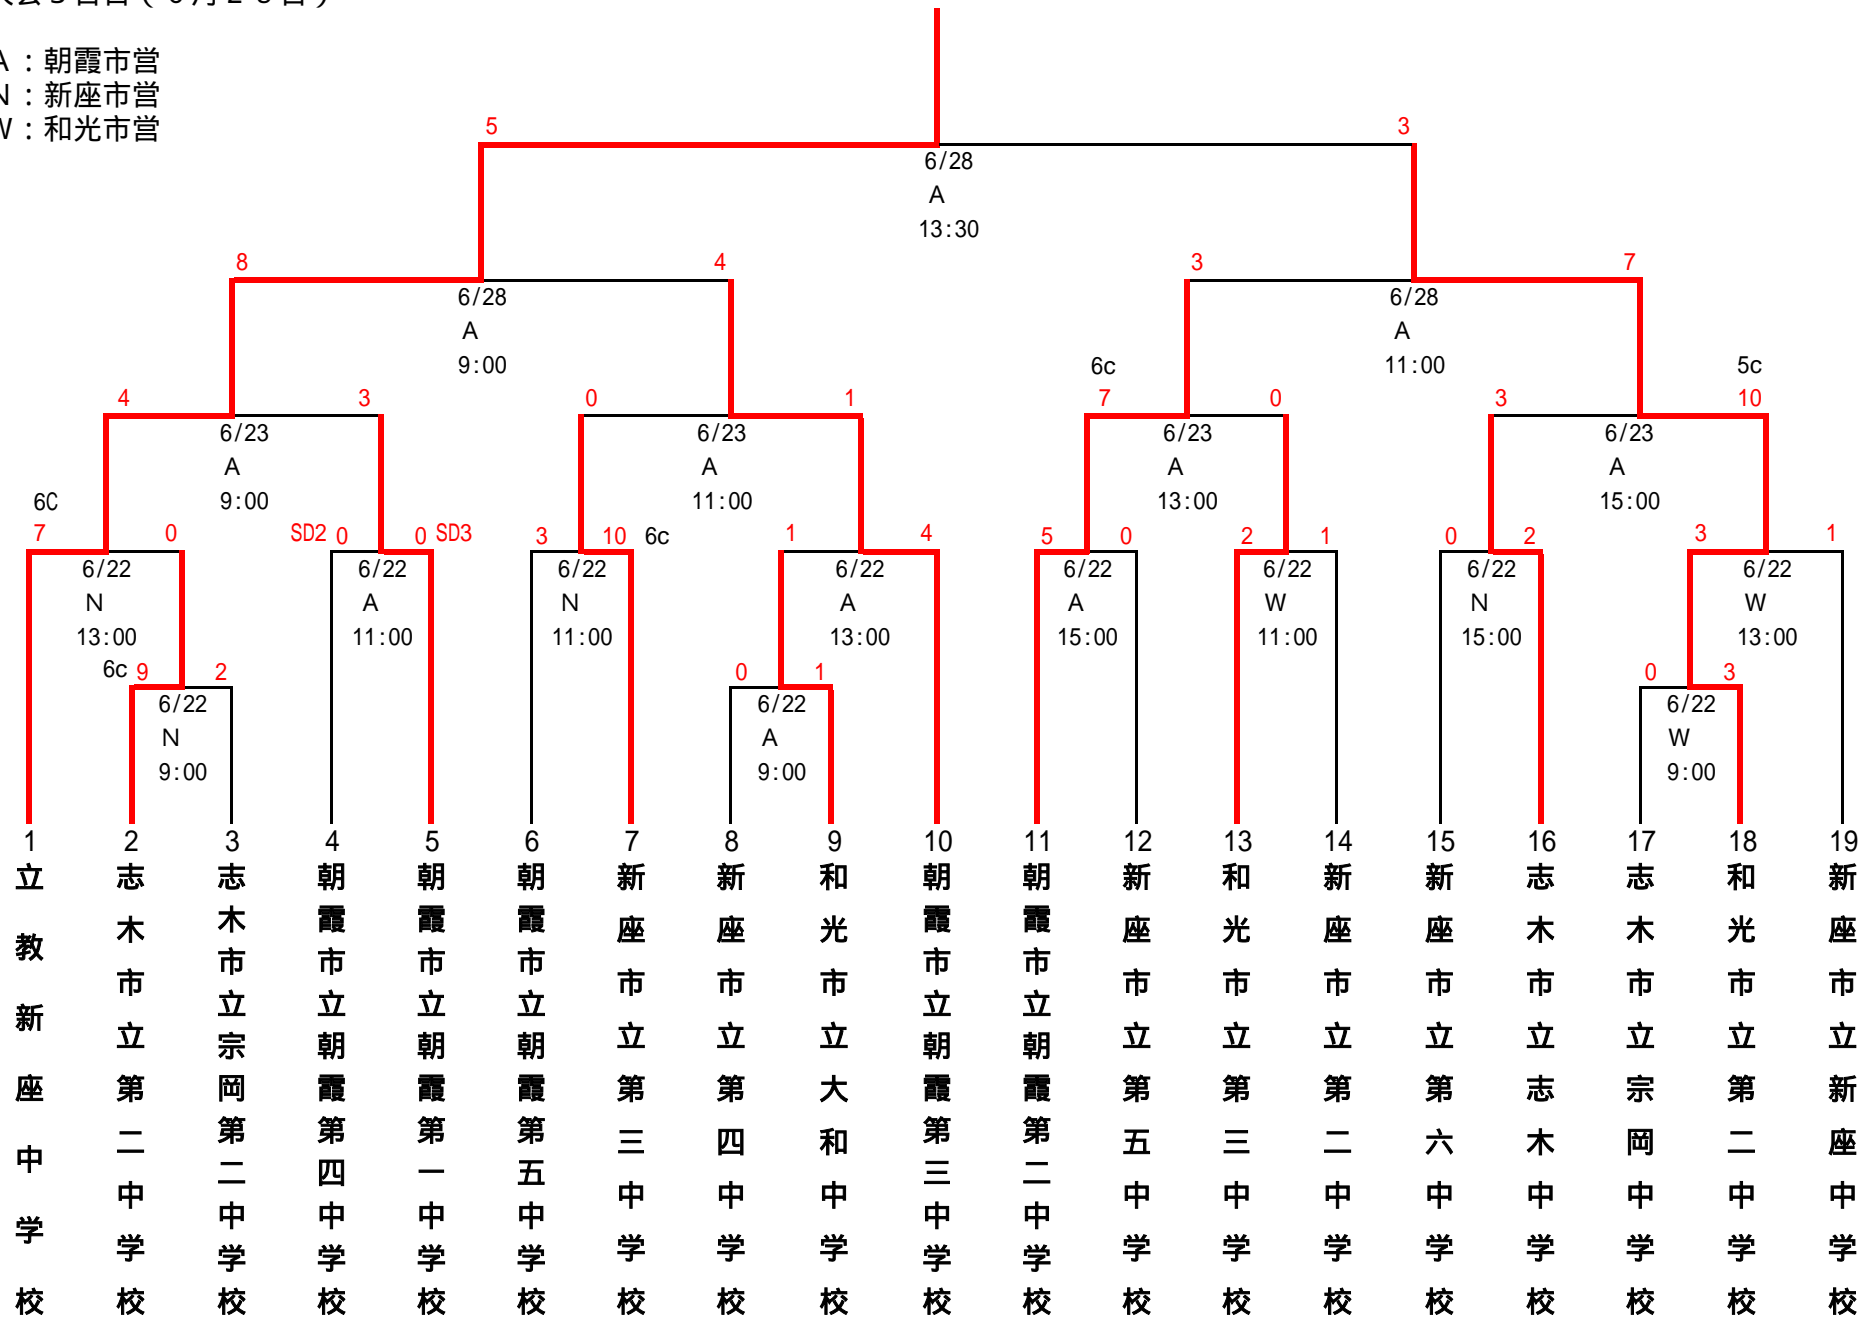 大会3日目(6月28日)
A:朝霞市営
N:新座市営
W:和光市営
5 3
6/28
A
13:30
8 4 3 7
6/28 6/28
A A
9:00 11:00
6c 5c
4 3 0 1 7 0 3 10
6/23 6/23 6/23 6/23
A A A A
9:00 11:00 13:00 15:00
6C
7 0 SD2 0 0 SD3 3 10 6c 1 4 5 0 2 1 0 2 3 1
6/22 6/22 6/22 6/22 6/22 6/22 6/22 6/22
N A N A A W N W
13:00 11:00 11:00 13:00 15:00 11:00 15:00 13:00
6c 9 2 0 1 0 3
6/22 6/22 6/22
N A W
9:00 9:00 9:00
1 2 3 4 5 6 7 8 9 10 11 12 13 14 15 16 17 18 19
立教新座中学校
志木市立第二中学校
志木市立宗岡第二中学校
朝霞市立朝霞第四中学校
朝霞市立朝霞第一中学校
朝霞市立朝霞第五中学校
新座市立第三中学校
新座市立第四中学校
和光市立大和中学校
朝霞市立朝霞第三中学校
朝霞市立朝霞第二中学校
新座市立第五中学校
和光市立第三中学校
新座市立第二中学校
新座市立第六中学校
志木市立志木中学校
志木市立宗岡中学校
和光市立第二中学校
新座市立新座中学校